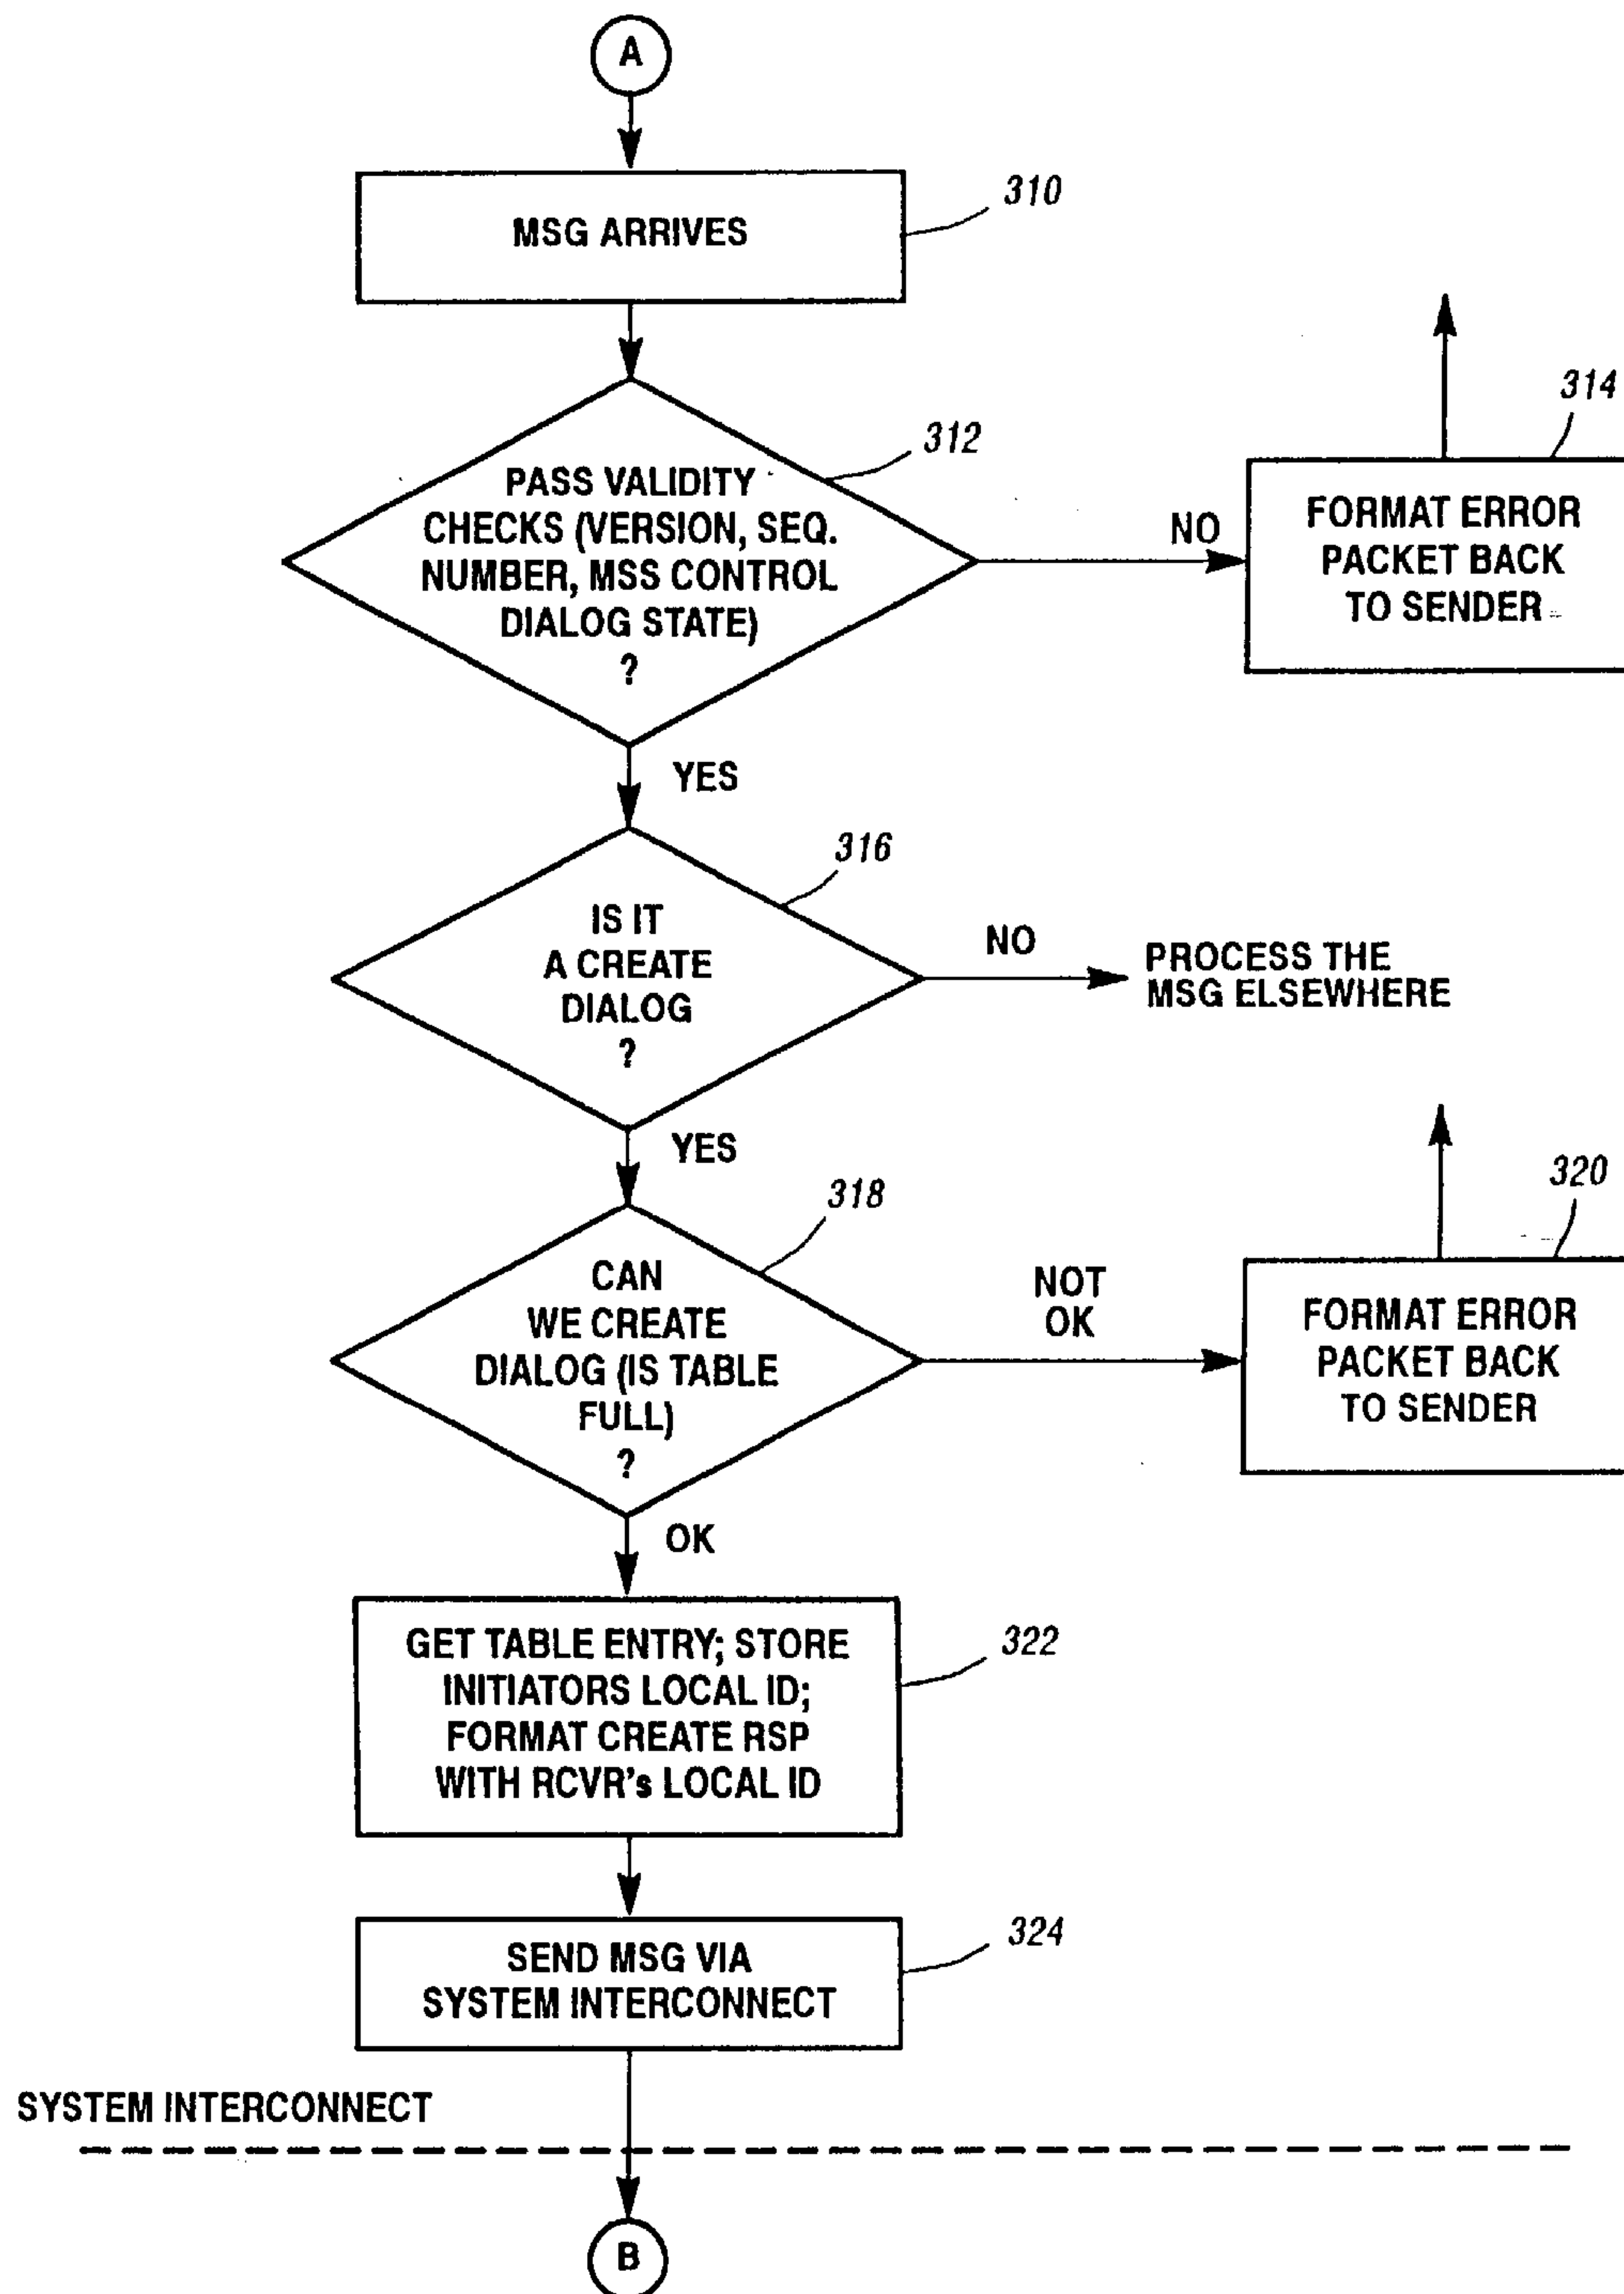 A
MSG ARRIVES
310
PASS VALIDITY
CHECKS (VERSION, SEQ.
NUMBER, MSS CONTROL
DIALOG STATE)
?
312
NO
FORMAT ERROR
PACKET BACK
TO SENDER
314
YES
IS IT
A CREATE
DIALOG
?
316
NO
PROCESS THE
MSG ELSEWHERE
YES
CAN
WE CREATE
DIALOG (IS TABLE
FULL)
?
318
NOT
OK
FORMAT ERROR
PACKET BACK
TO SENDER
320
OK
GET TABLE ENTRY; STORE
INITIATORS LOCAL ID;
FORMAT CREATE RSP
WITH RCVR's LOCAL ID
322
SEND MSG VIA
SYSTEM INTERCONNECT
324
SYSTEM INTERCONNECT
B